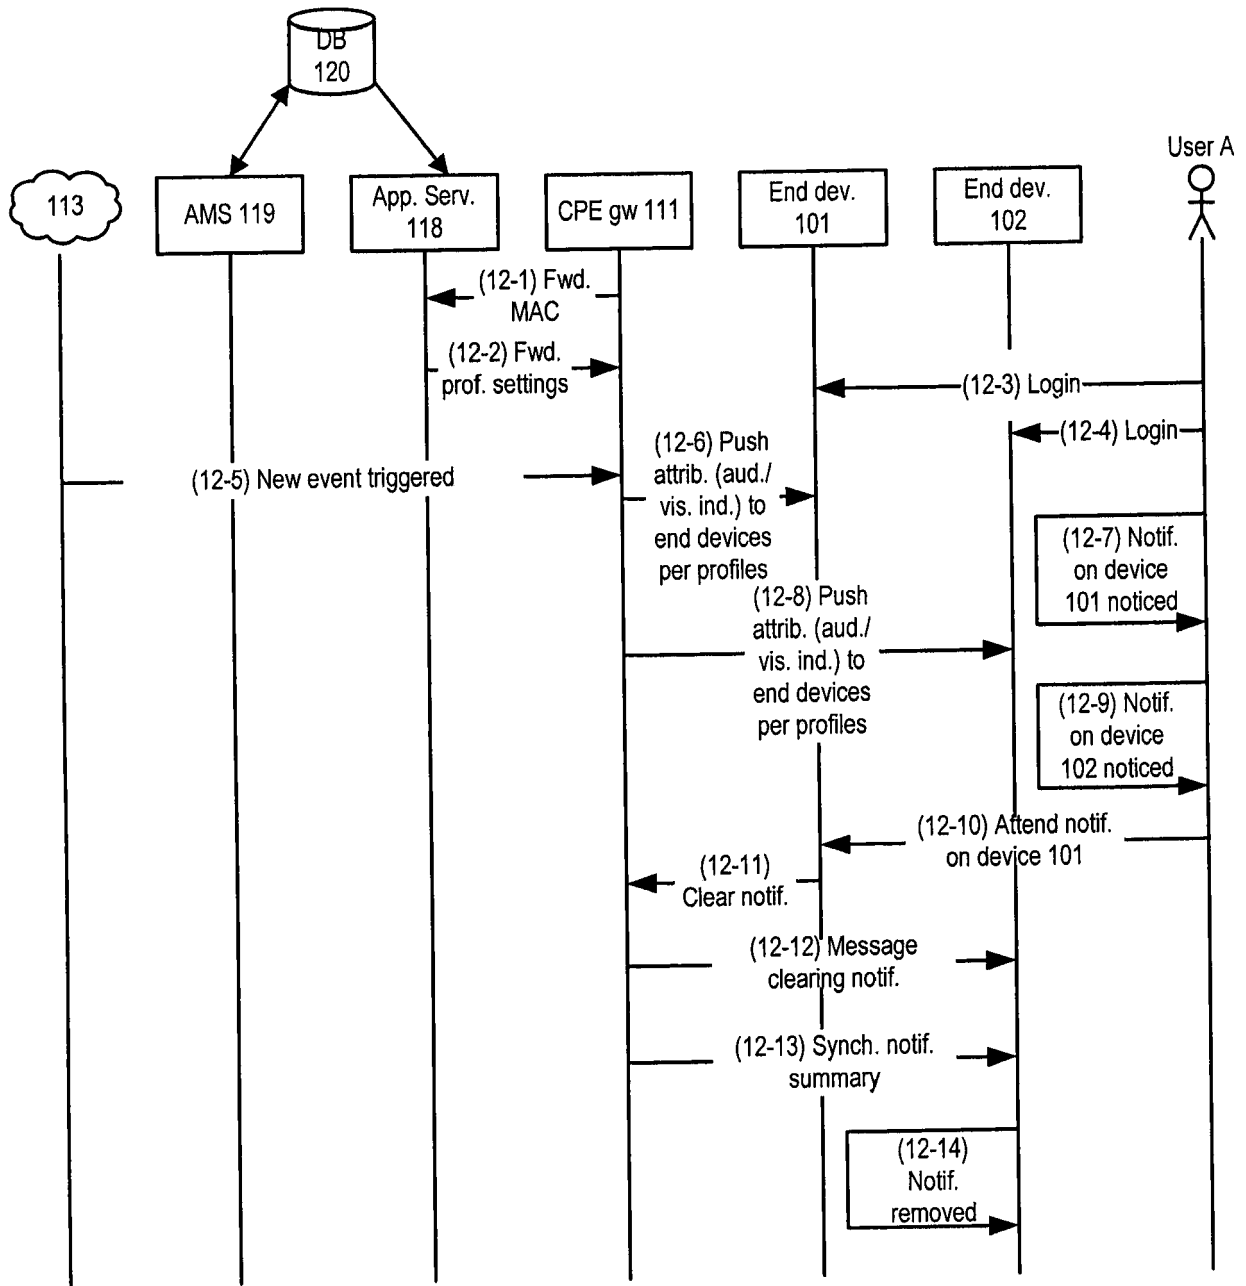 DB
120
User A
113
AMS 119
App. Serv.
118
CPE gw 111
End dev.
101
End dev.
102
(12-1) Fwd.
MAC
(12-2) Fwd.
prof. settings
(12-3) Login
(12-4) Login
(12-5) New event triggered
(12-6) Push
attrib. (aud./
vis. ind.) to
end devices
per profiles
(12-7) Notif.
on device
101 noticed
(12-8) Push
attrib. (aud./
vis. ind.) to
end devices
per profiles
(12-9) Notif.
on device
102 noticed
(12-10) Attend notif.
on device 101
(12-11)
Clear notif.
(12-12) Message
clearing notif.
(12-13) Synch. notif.
summary
(12-14)
Notif.
removed